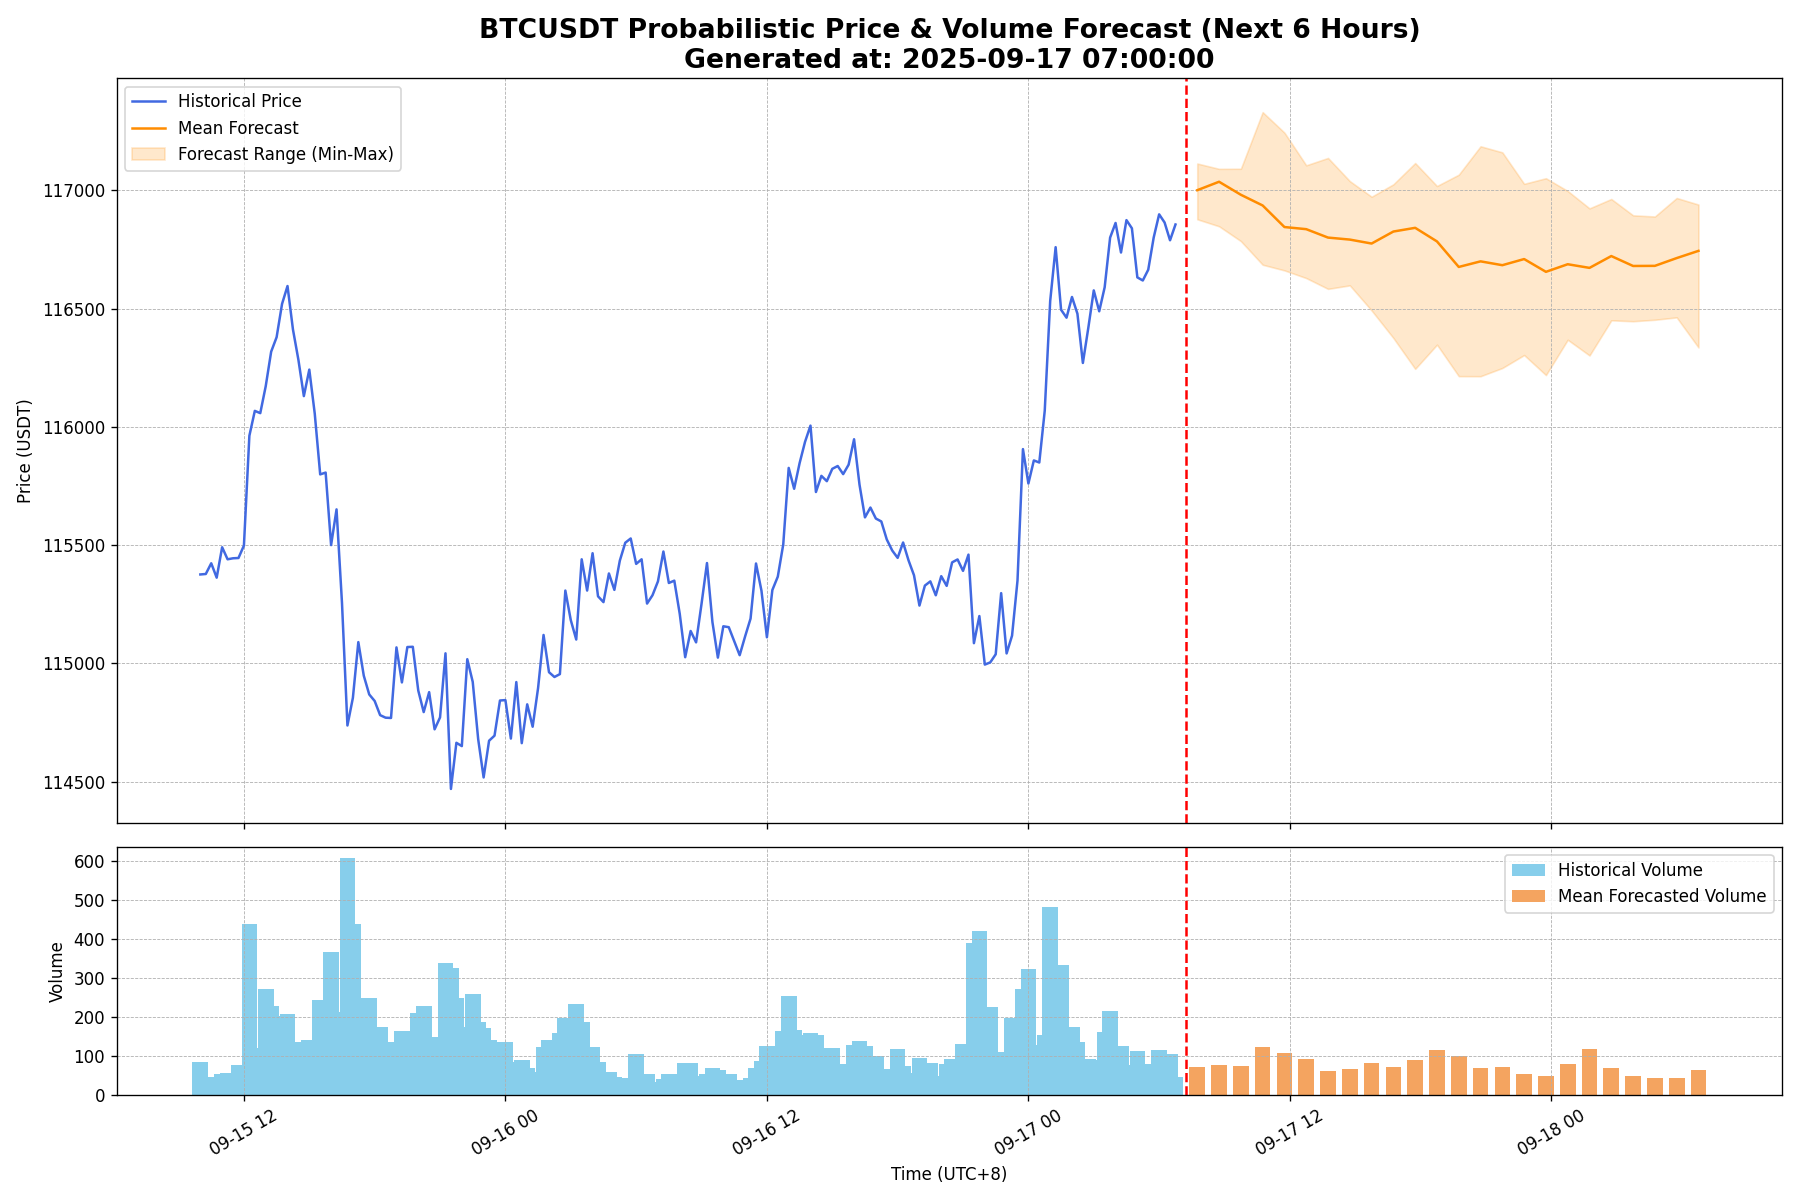 BTCUSDT Probabilistic Price & Volume Forecast (Next 6 Hours)
Generated at: 2025-09-17 07:00:00
Historical Price
Mean Forecast
Forecast Range (Min-Max)
117000
116500
116000
115500
115000
114500
Price (USDT)
Historical Volume
Mean Forecasted Volume
600
500
400
300
200
100
0
Volume
09-15 12
09-16 00
09-16 12
09-17 00
09-17 12
09-18 00
Time (UTC+8)